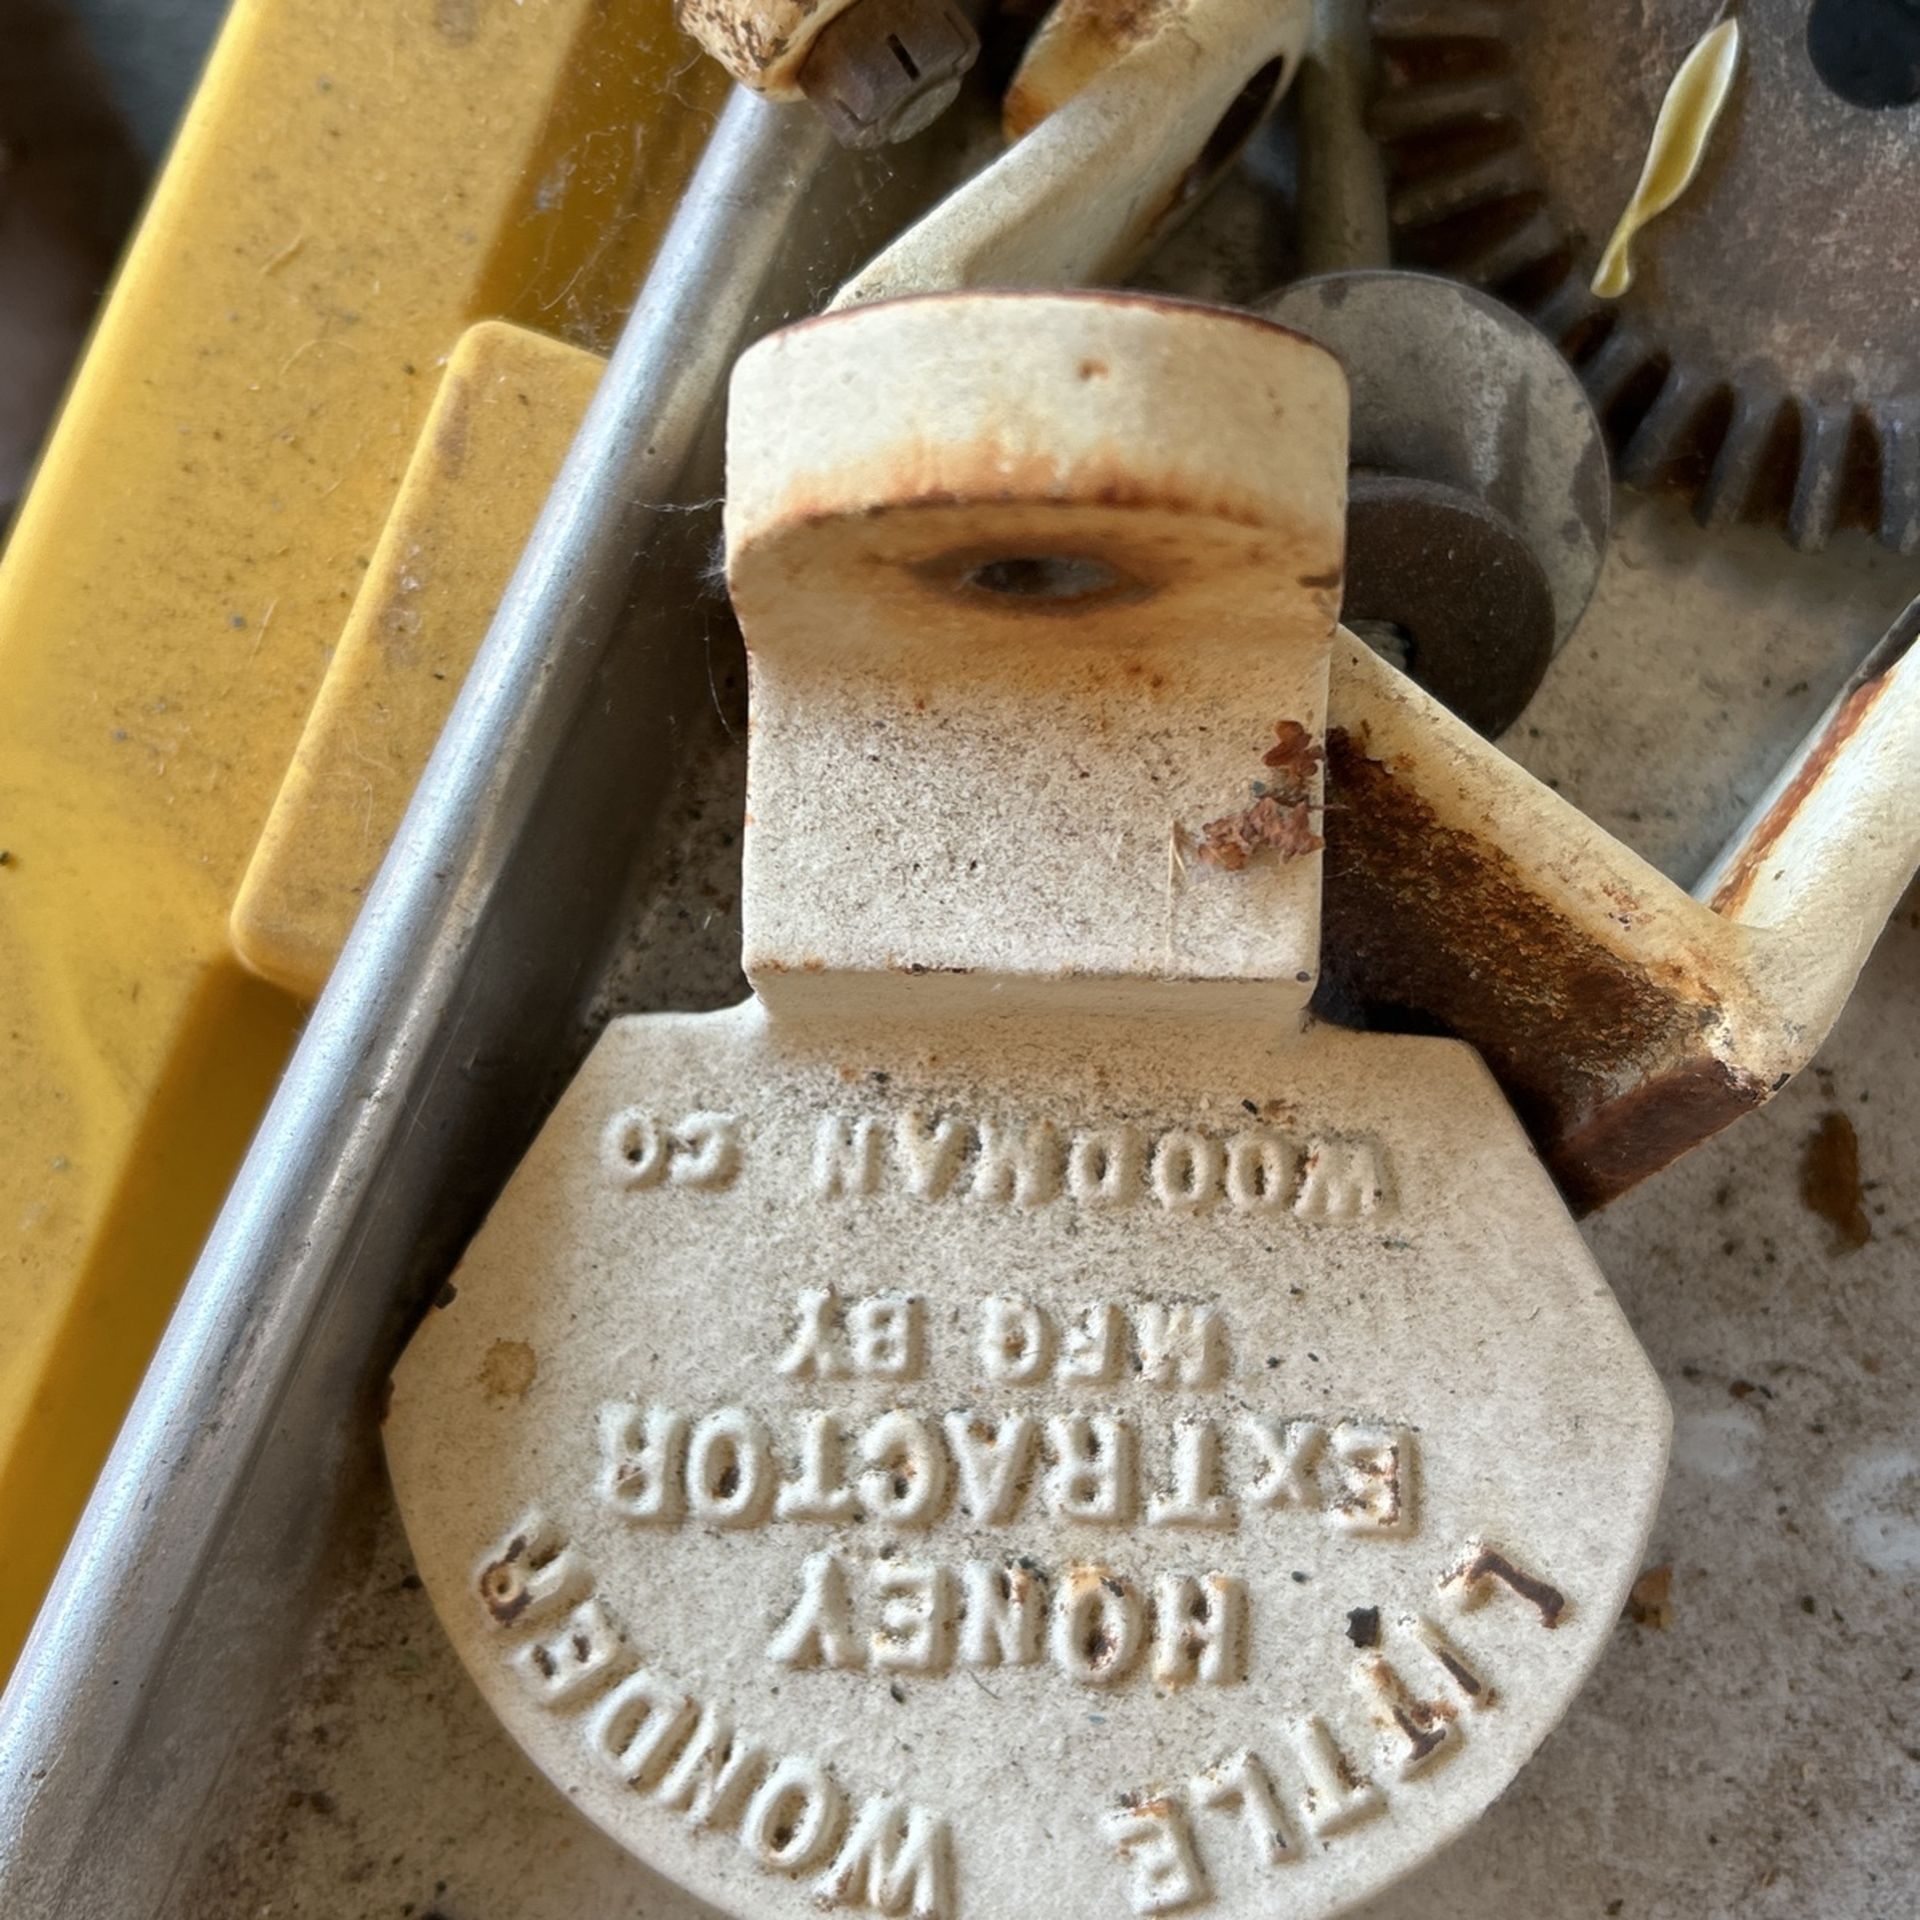 LITTLE WONDER
HONEY
EXTRACTOR
MFG BY
WOODMAN CO